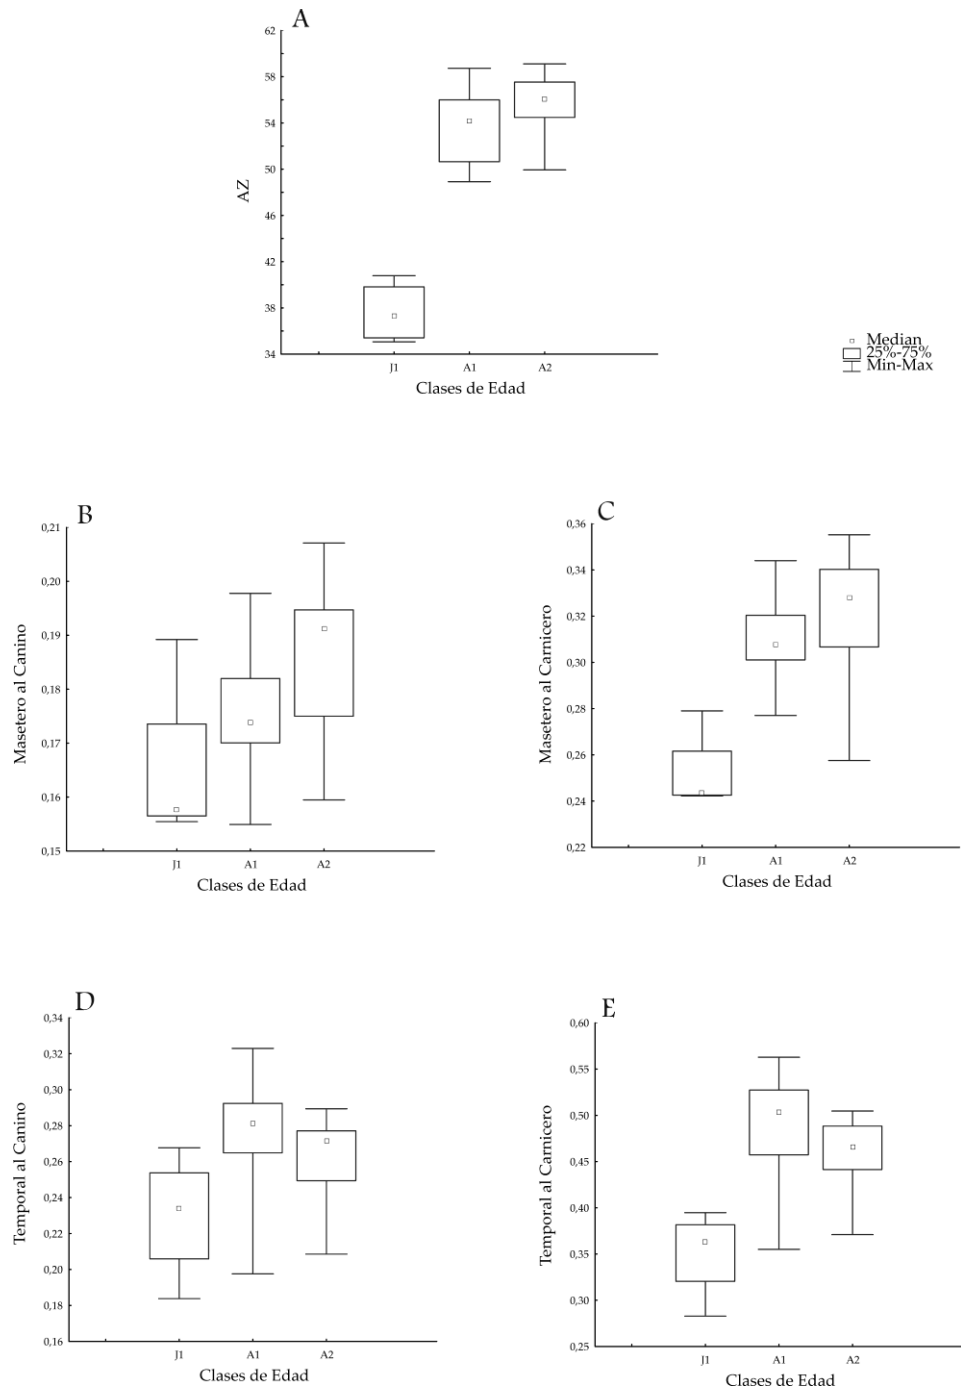 A
62
58
54
50
46
42
38
34
AZ
J1 A1 A2
Clases de Edad
Median
25%-75%
Min-Max
B
0,21
0,20
0,19
0,18
0,17
0,16
0,15
Masetero al Canino
J1 A1 A2
Clases de Edad
C
0,36
0,34
0,32
0,30
0,28
0,26
0,24
0,22
Masetero al Carnicero
J1 A1 A2
Clases de Edad
D
0,34
0,32
0,30
0,28
0,26
0,24
0,22
0,20
0,18
0,16
Temporal al Canino
J1 A1 A2
Clases de Edad
E
0,60
0,55
0,50
0,45
0,40
0,35
0,30
0,25
Temporal al Carnicero
J1 A1 A2
Clases de Edad